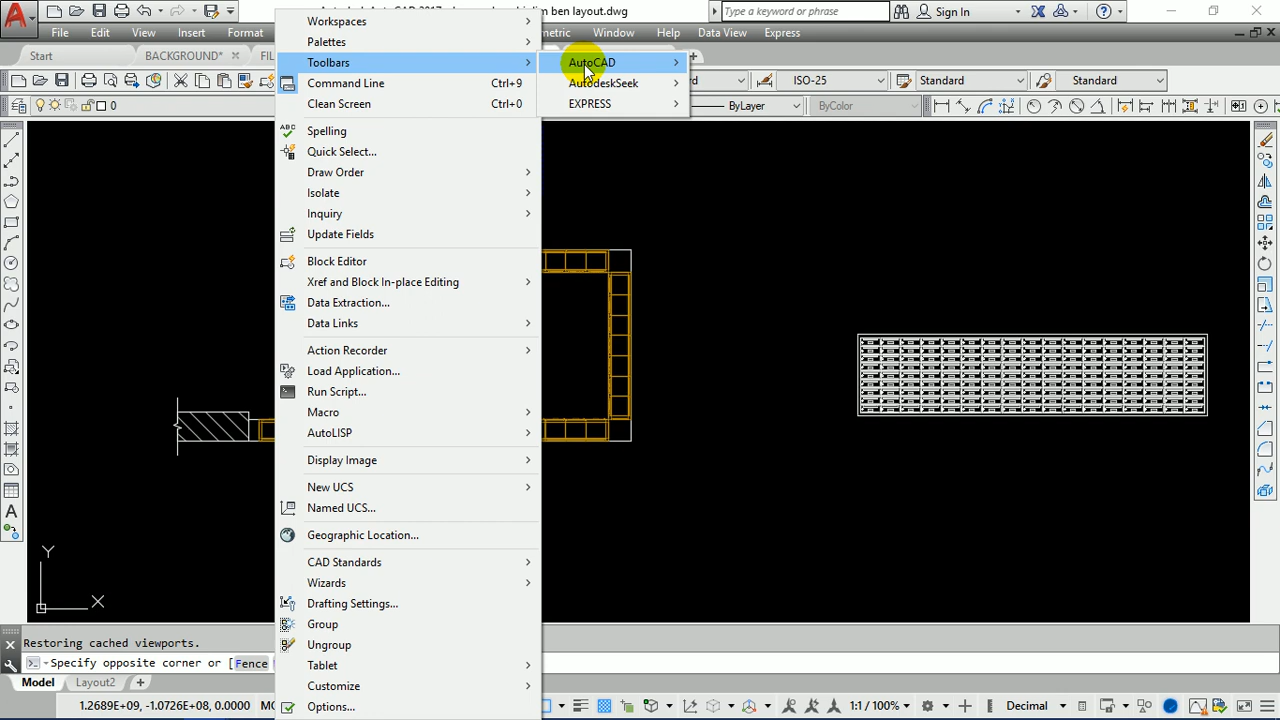 dim ben layout.dwg
Type a keyword or phrase
Sign In
File Edit View Insert Format
Window Help Data View Express
Start
BACKGROUND*
ISO-25
Standard
Standard
0
ByLayer
ByColor
Workspaces
Palettes
Toolbars
Command Line Ctrl+9
Clean Screen Ctrl+0
Spelling
Quick Select...
Draw Order
Isolate
Inquiry
Update Fields
Block Editor
Xref and Block In-place Editing
Data Extraction...
Data Links
Action Recorder
Load Application...
Run Script...
Macro
AutoLISP
Display Image
New UCS
Named UCS...
Geographic Location...
CAD Standards
Wizards
Drafting Settings...
Group
Ungroup
Tablet
Customize
Options...
AutoCAD
AutodeskSeek
EXPRESS
Y
X
Restoring cached viewports.
Specify opposite corner or [Fence
Model Layout2
1.2689E+09, -1.0726E+08, 0.0000
1:1 / 100%
Decimal